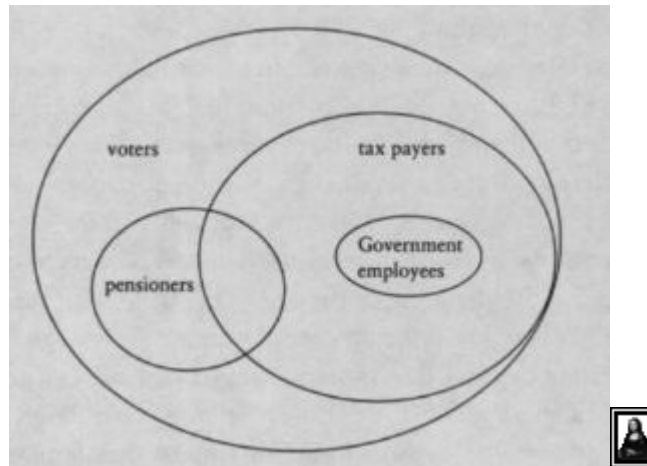 voters
tax payers
Government
employees
pensioners